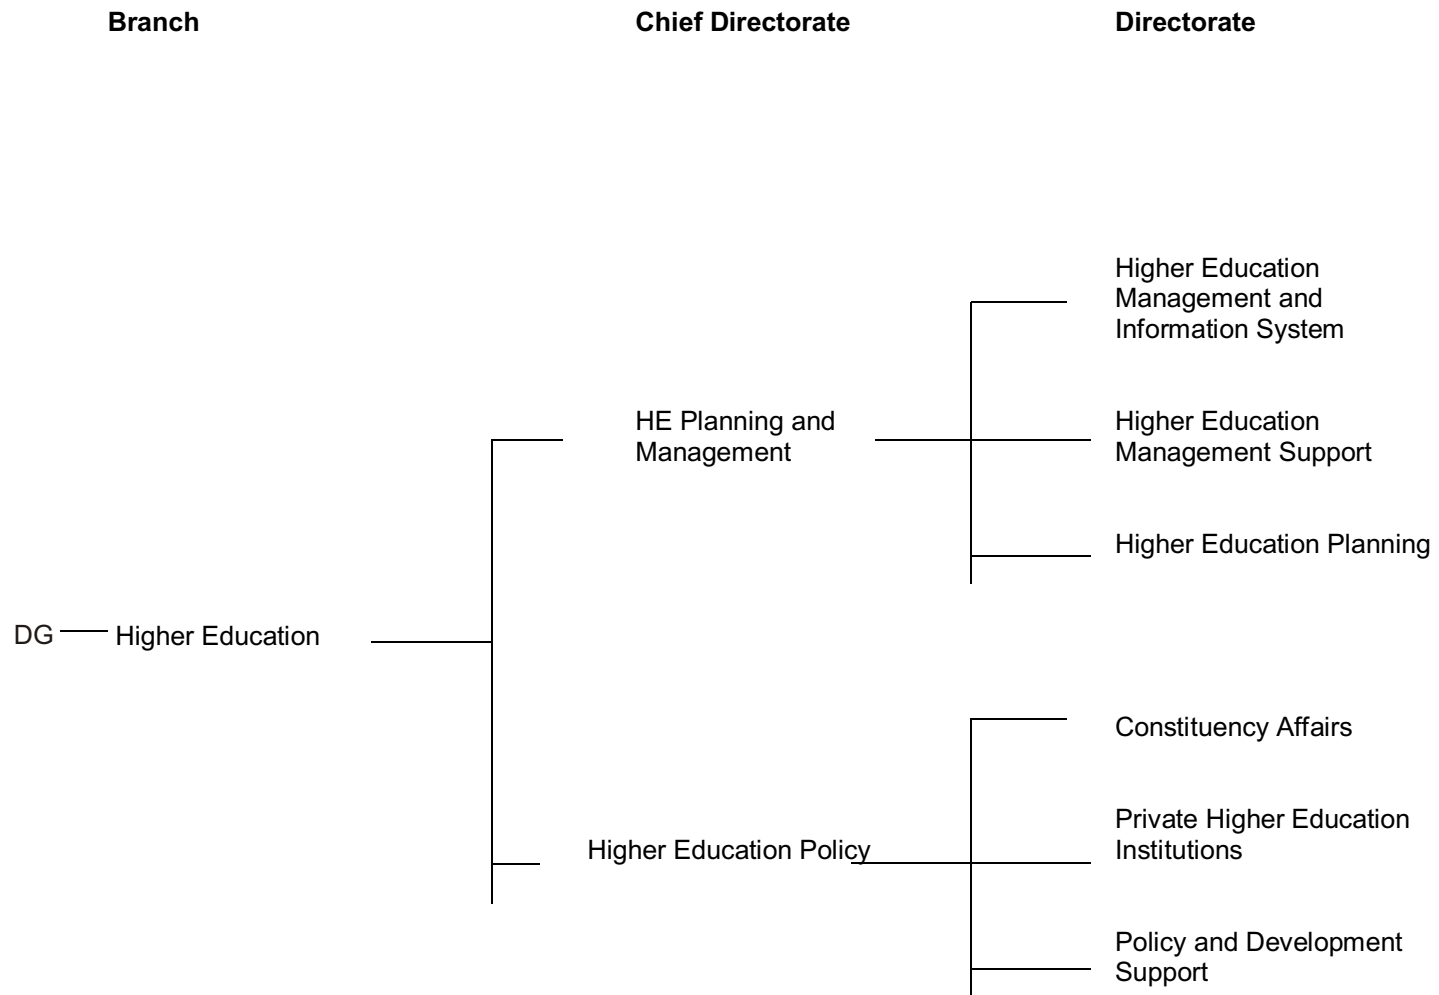 Branch
Chief Directorate
Directorate
Higher Education
Management and
Information System
HE Planning and
Management
Higher Education
Management Support
Higher Education Planning
DG
Higher Education
Constituency Affairs
Private Higher Education
Institutions
Higher Education Policy
Policy and Development
Support